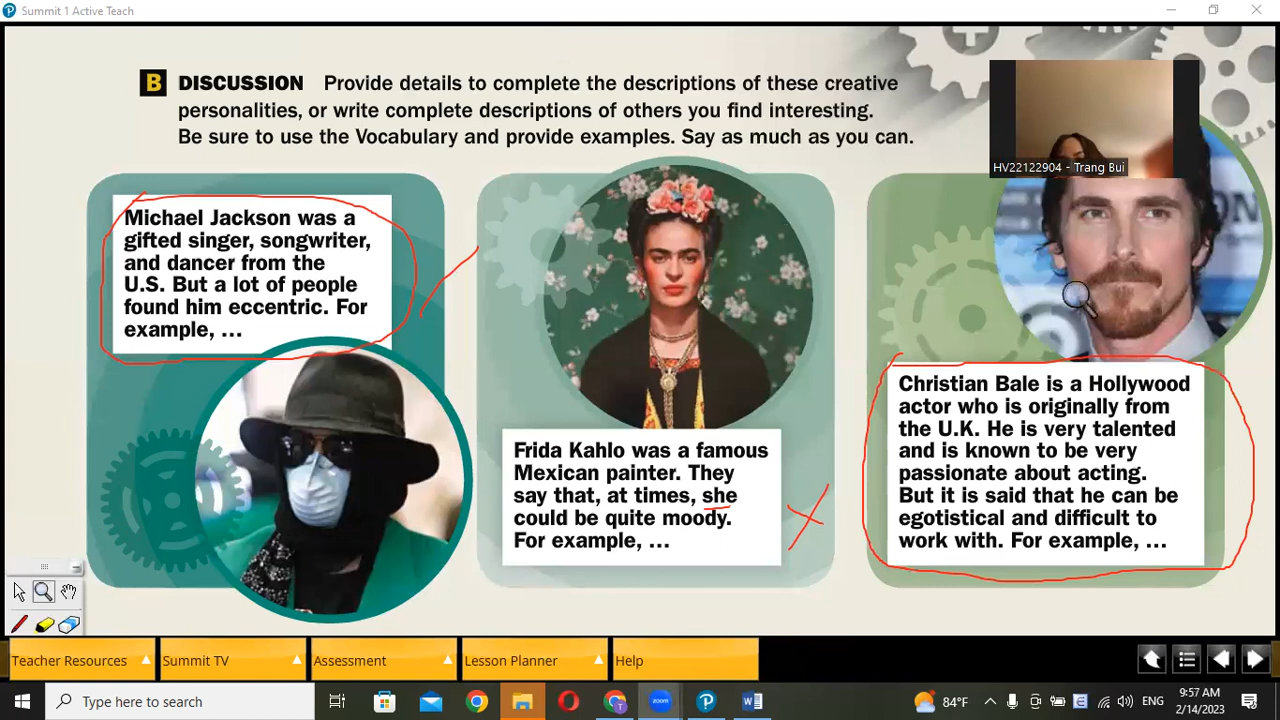 Summit 1 Active Teach
B DISCUSSION Provide details to complete the descriptions of these creative
personalities, or write complete descriptions of others you find interesting.
Be sure to use the Vocabulary and provide examples. Say as much as you can.
HV22122904 - Trang Bui
Michael Jackson was a
gifted singer, songwriter,
and dancer from the
U.S. But a lot of people
found him eccentric. For
example, ...
Frida Kahlo was a famous
Mexican painter. They
say that, at times, she
could be quite moody.
For example, ...
Christian Bale is a Hollywood
actor who is originally from
the U.K. He is very talented
and is known to be very
passionate about acting.
But it is said that he can be
egotistical and difficult to
work with. For example, ...
Teacher Resources
Summit TV
Assessment
Lesson Planner
Help
Type here to search
zoom
84°F
ENG
9:57 AM
2/14/2023